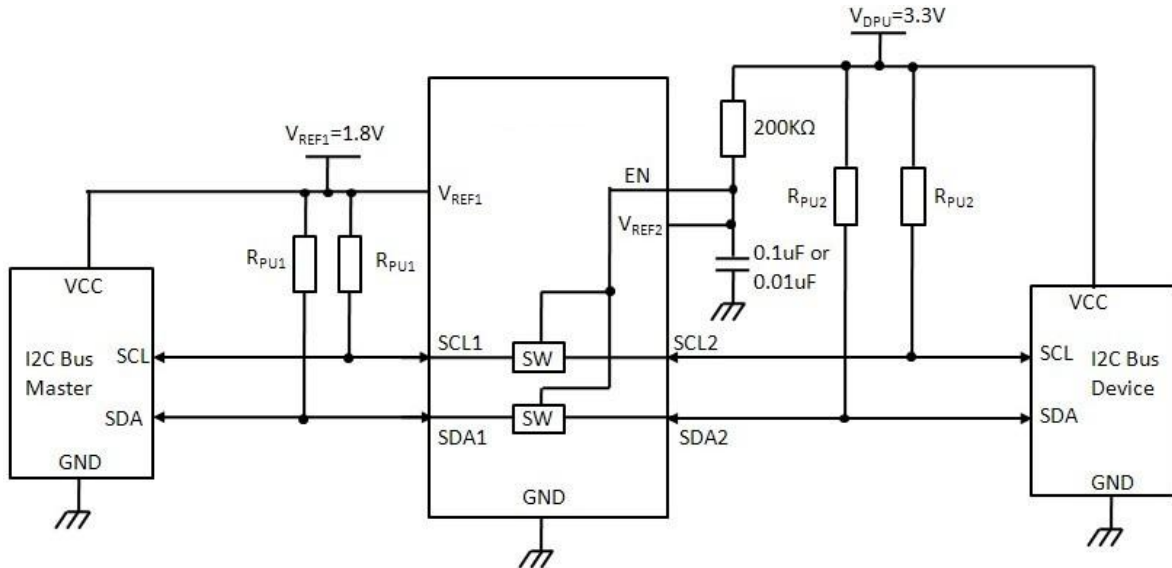 V_DPU=3.3V
200KΩ
V_REF1=1.8V
EN
V_REF1
R_PU2
R_PU2
V_REF2
R_PU1
R_PU1
0.1uF or
0.01uF
VCC
VCC
SCL1
SCL2
SCL
SW
SCL
I2C Bus
Master
I2C Bus
Device
SDA
SW
SDA
SDA1
SDA2
GND
GND
GND